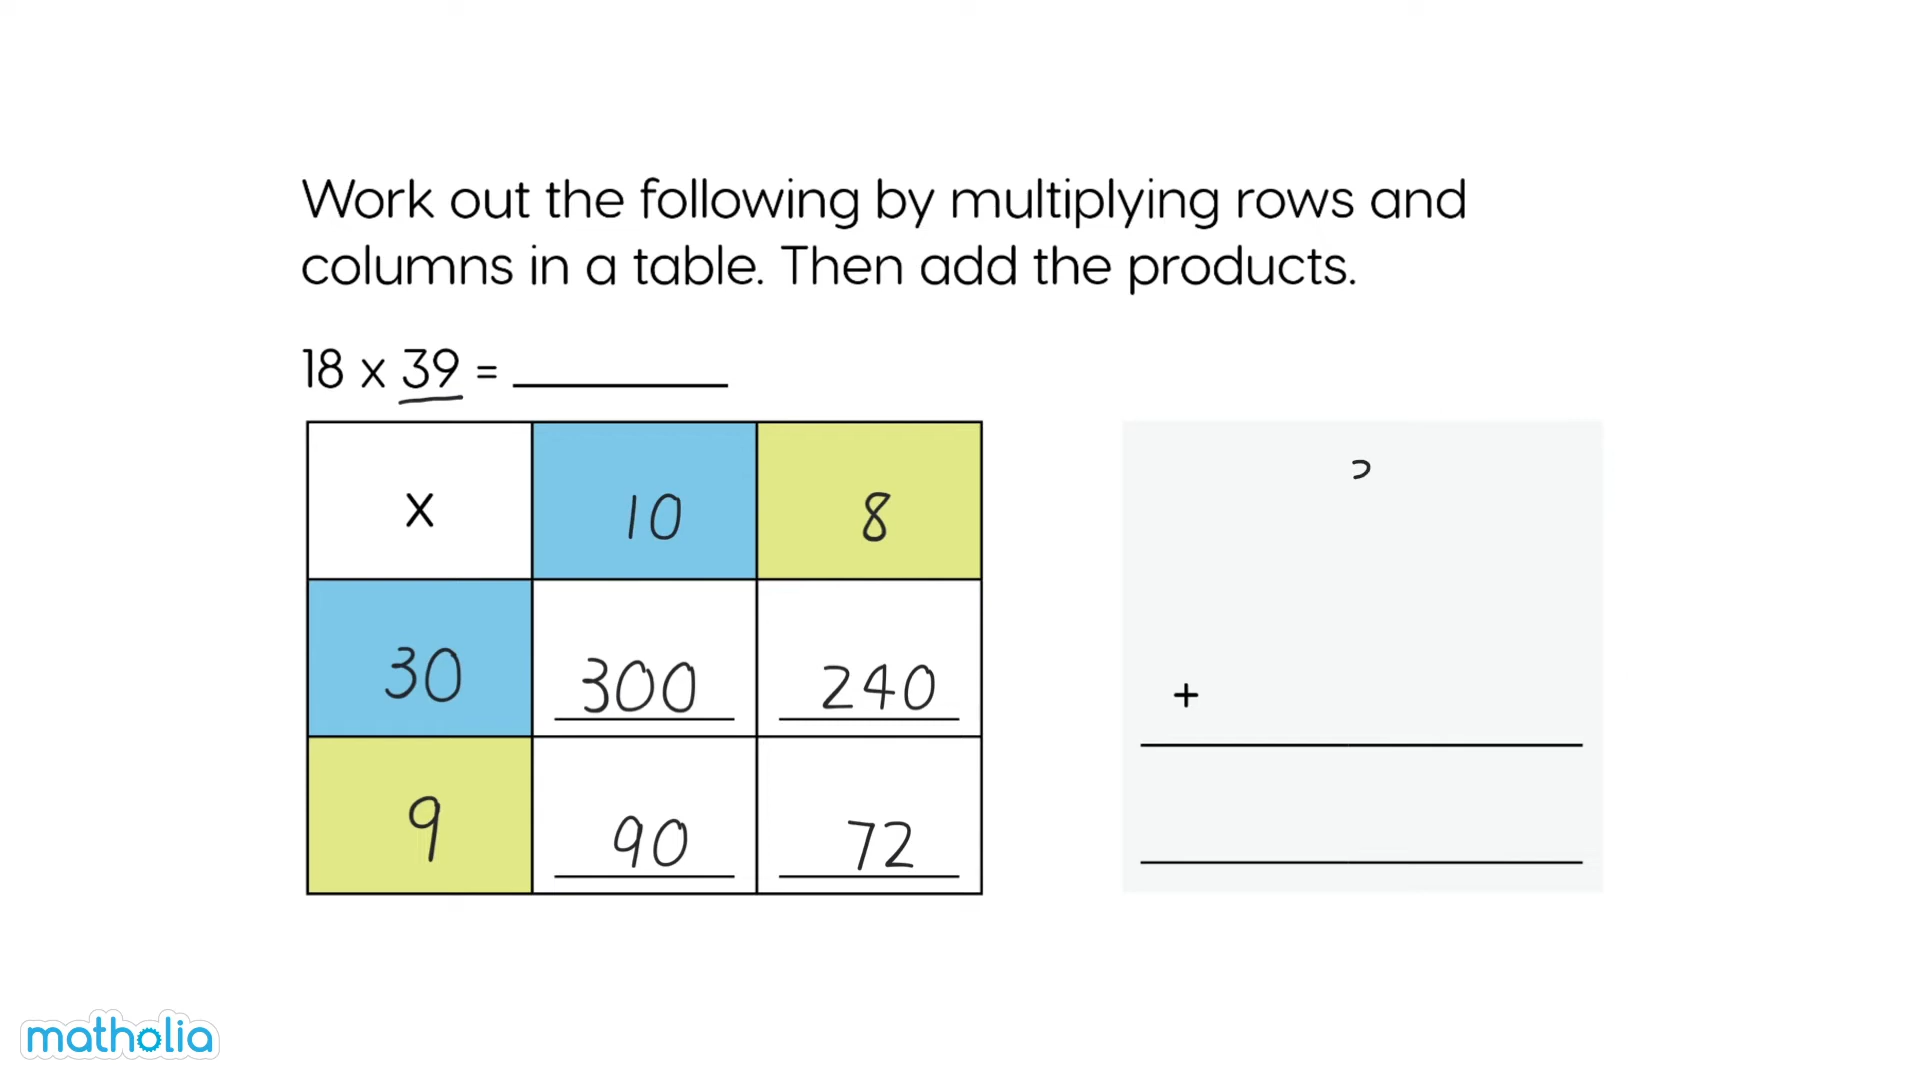 Work out the following by multiplying rows and
columns in a table. Then add the products.
18 x 39 = ________
x 10 8
30 300 240
9 90 72
+
matholia